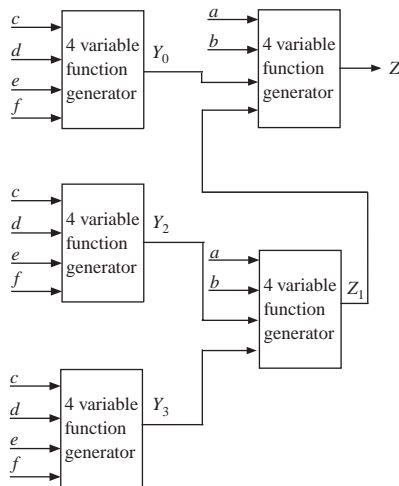 c
d
e
f
4 variable
function
generator
Y0
a
b
4 variable
function
generator
Z
c
d
e
f
4 variable
function
generator
Y2
a
b
4 variable
function
generator
Z1
c
d
e
f
4 variable
function
generator
Y3